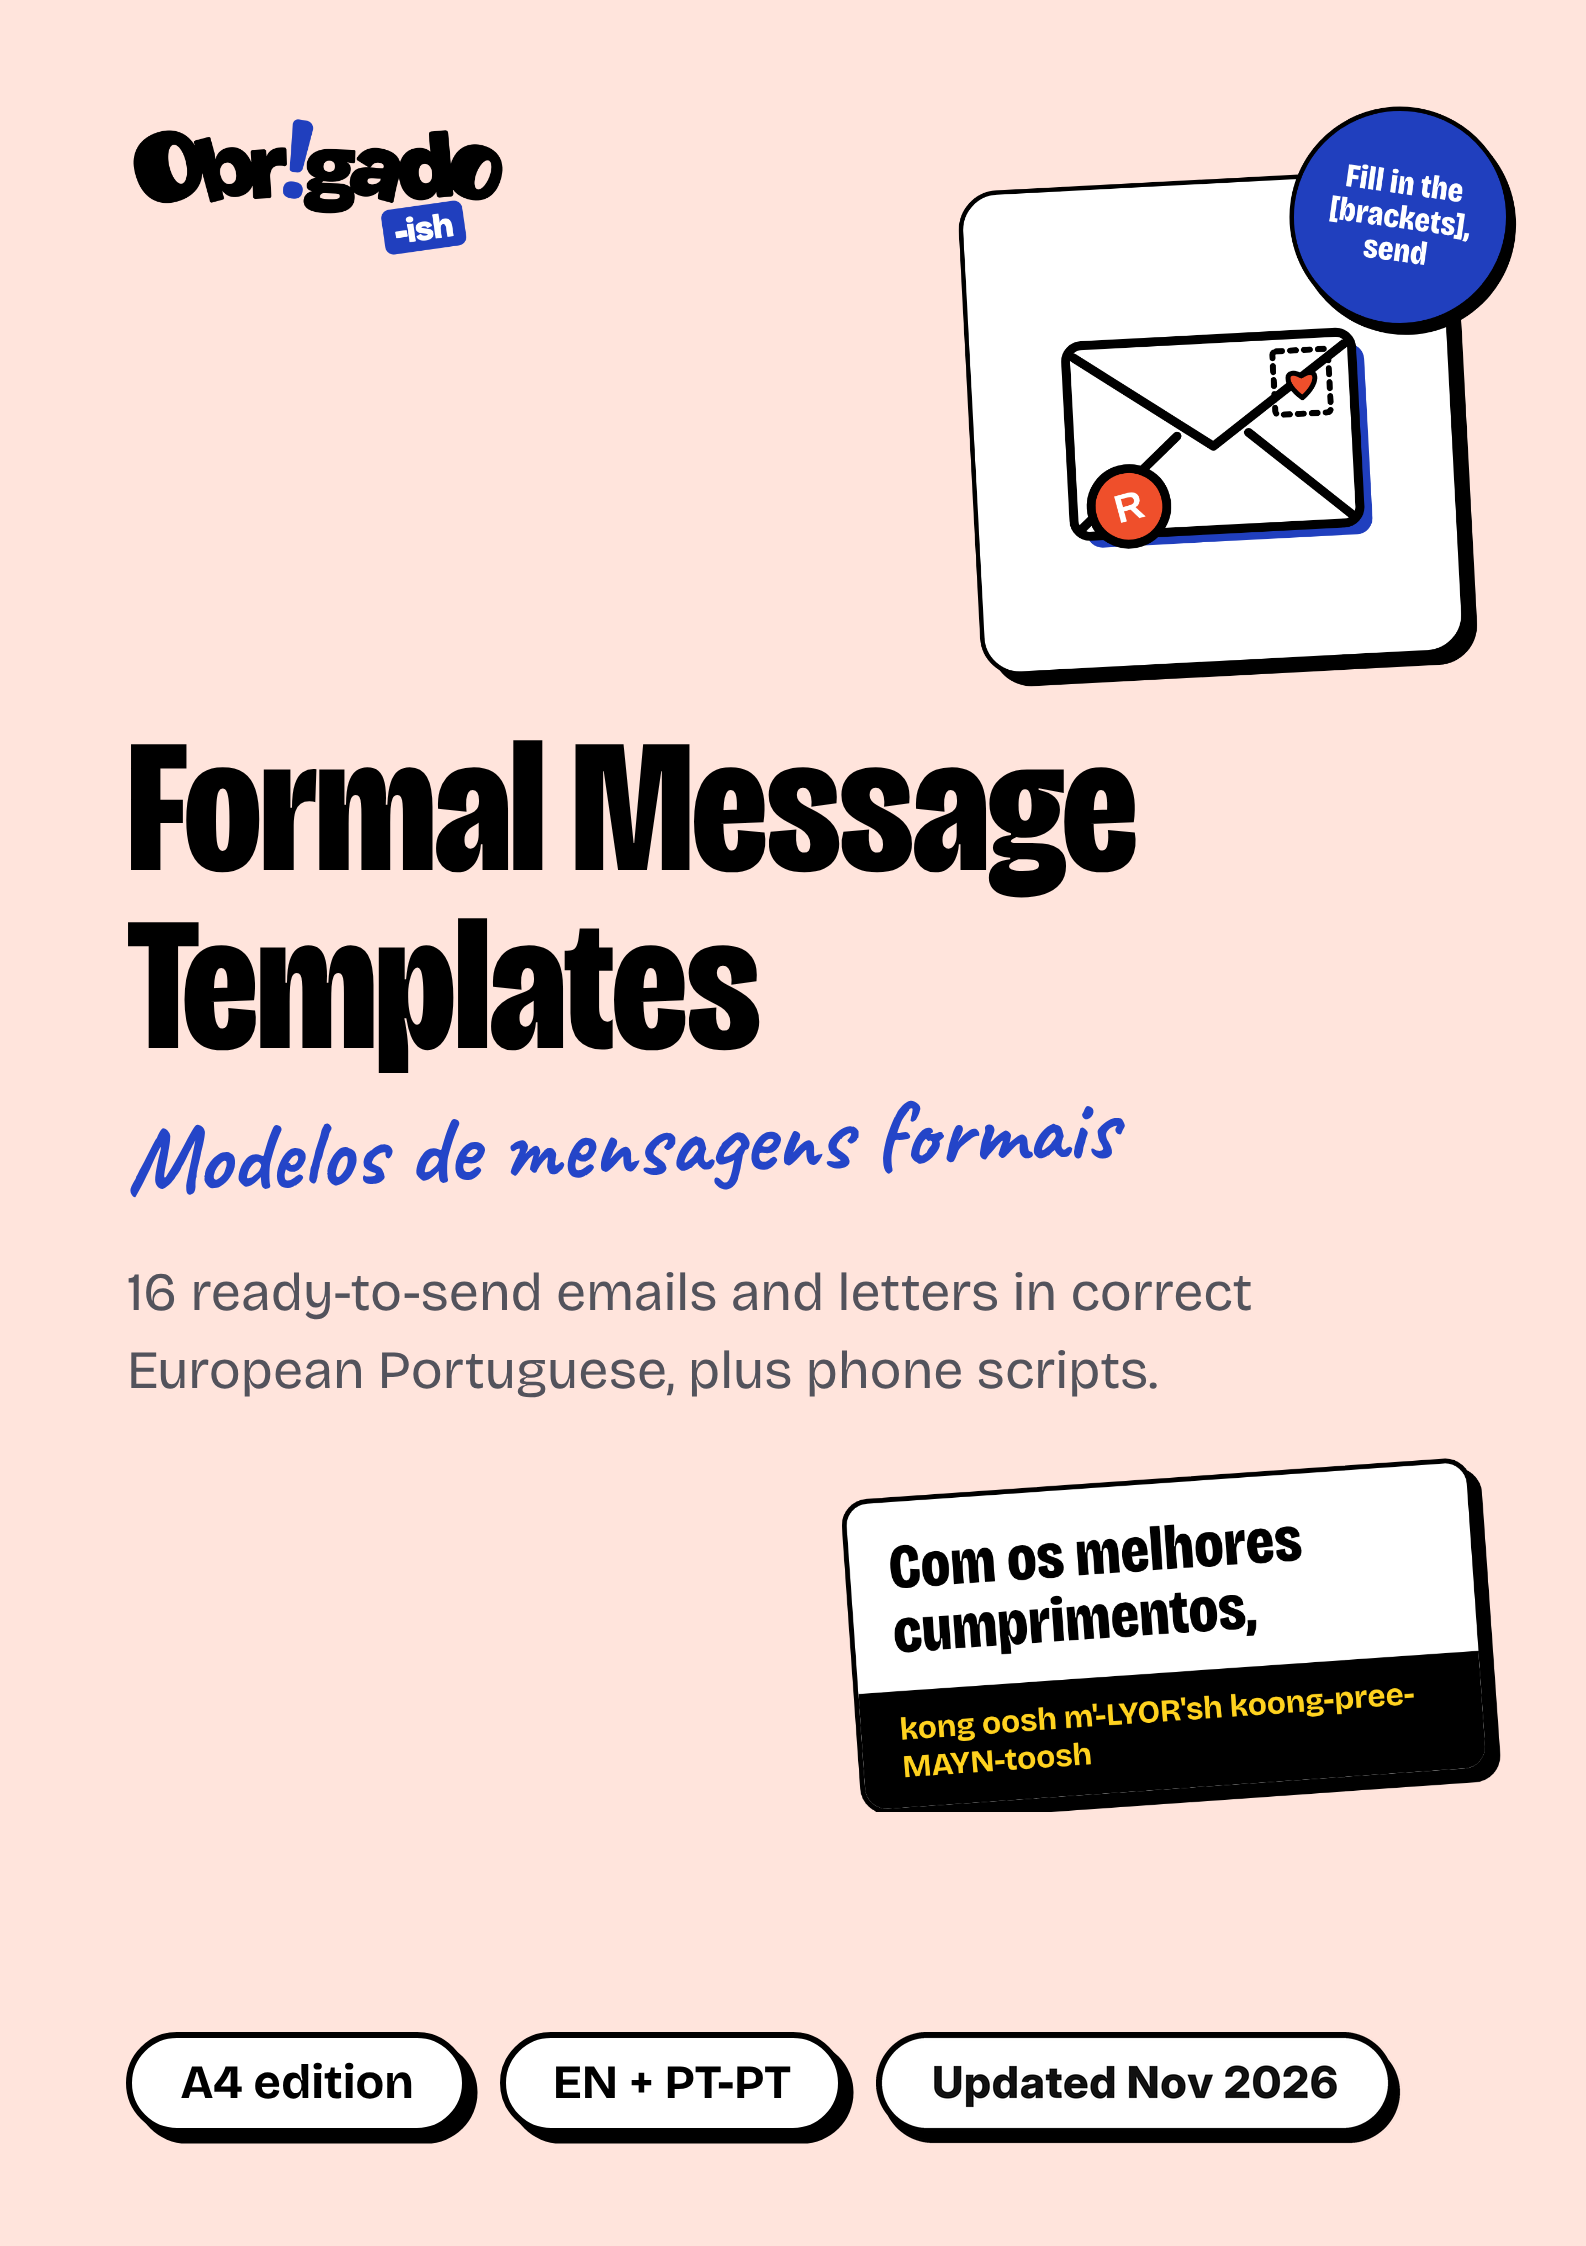 Obr!gado
-ish
Fill in the
[brackets],
send
R
Formal Message
Templates
Modelos de mensagens formais
16 ready-to-send emails and letters in correct
European Portuguese, plus phone scripts.
Com os melhores
cumprimentos,
kong oosh m'-LYOR'sh koong-pree-
MAYN-toosh
A4 edition
EN + PT-PT
Updated Nov 2026